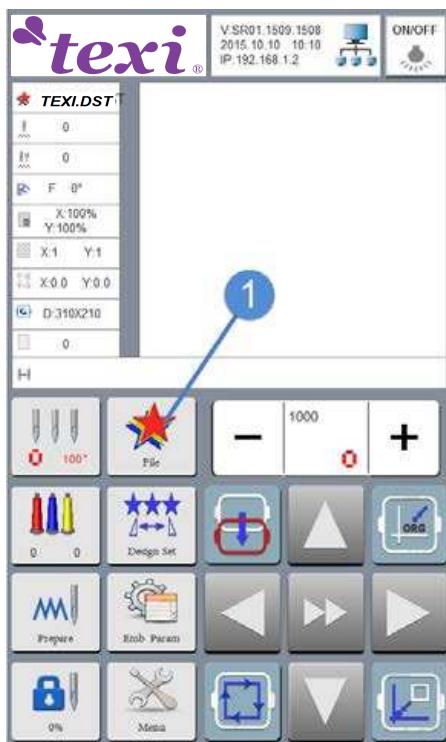 texi®
V:SR01.1509.1508
2015.10.10 10:10
IP:192.168.1.2
ON/OFF
TEXI.DST
0
0
F 0°
X:100%
Y:100%
X:1 Y:1
X:0.0 Y:0.0
D:310X210
0
1
0 100°
File
1000
0
0 0
Design Set
ORG
Prepare
Emb Param
0%
Menu